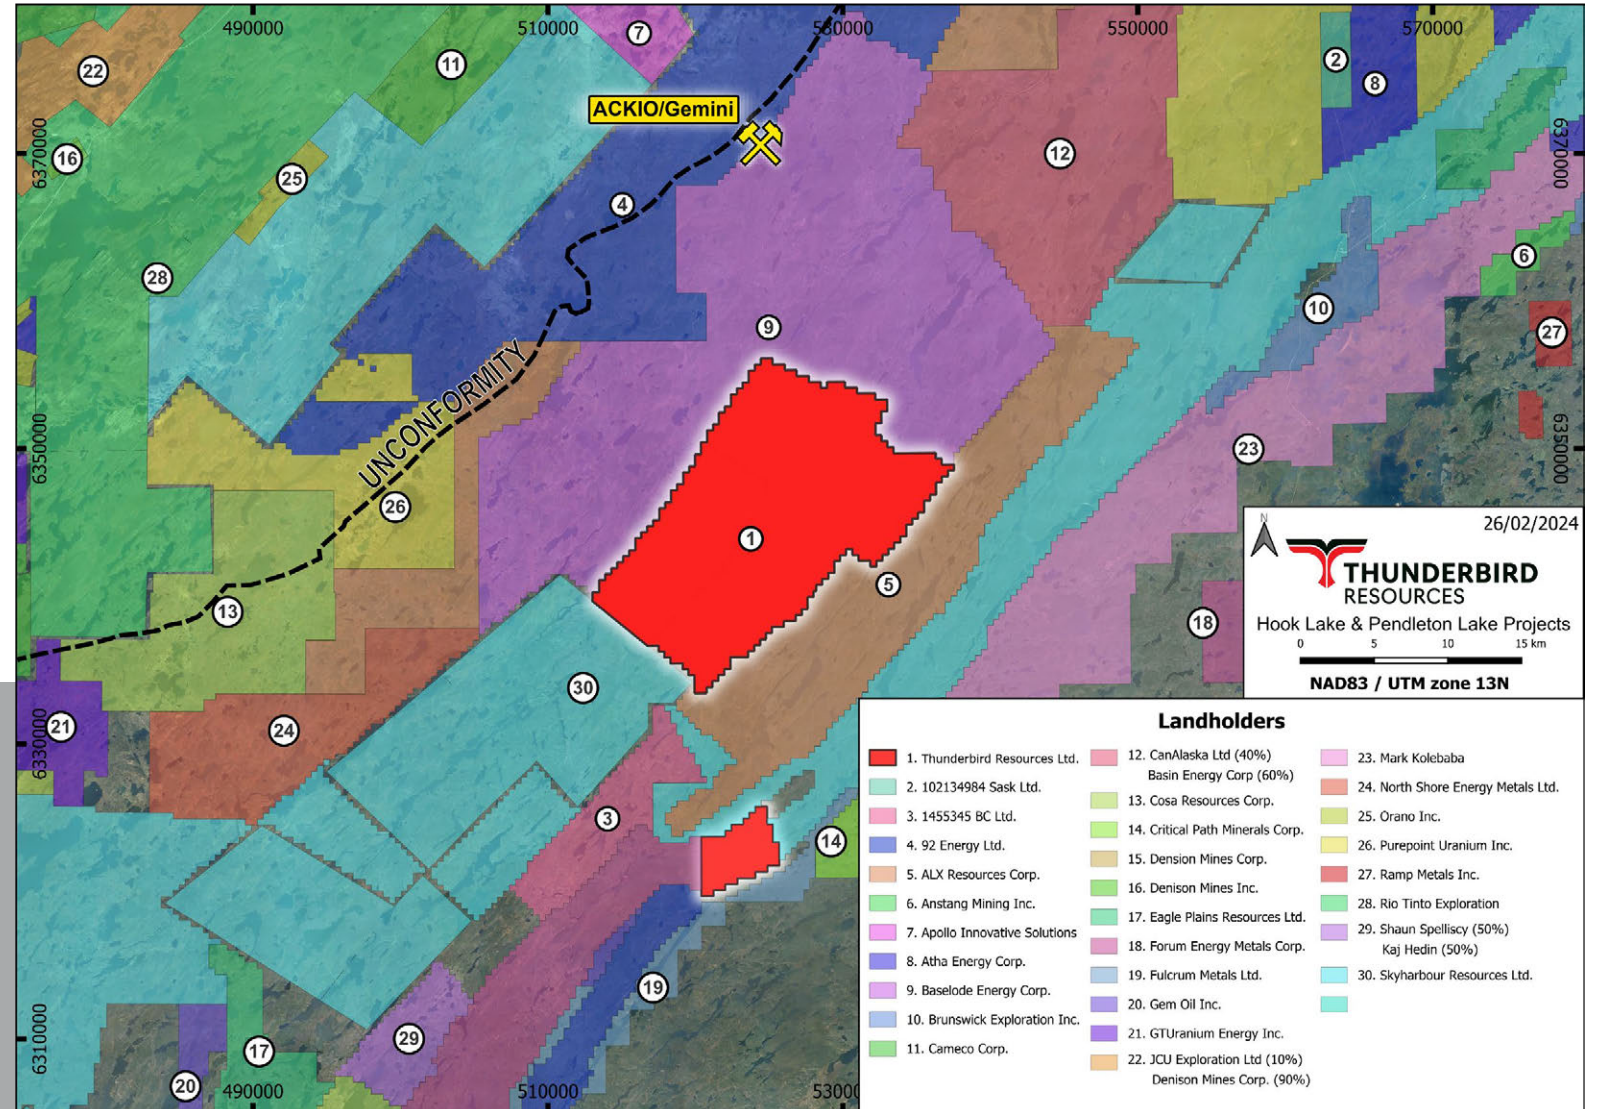 490000
510000
530000
550000
570000
7
11
22
2
8
ACKIO/Gemini
6370000
6370000
16
12
25
4
6
28
10
9
27
UNCONFORMITY
6350000
6350000
23
26
1
5
13
18
30
21
24
6330000
3
14
19
29
17
20
6310000
490000
510000
530000
26/02/2024
N
THUNDERBIRD
RESOURCES
Hook Lake & Pendleton Lake Projects
0 5 10 15 km
NAD83 / UTM zone 13N
Landholders
1. Thunderbird Resources Ltd.
2. 102134984 Sask Ltd.
3. 1455345 BC Ltd.
4. 92 Energy Ltd.
5. ALX Resources Corp.
6. Anstang Mining Inc.
7. Apollo Innovative Solutions
8. Atha Energy Corp.
9. Baselode Energy Corp.
10. Brunswick Exploration Inc.
11. Cameco Corp.
12. CanAlaska Ltd (40%)
Basin Energy Corp (60%)
13. Cosa Resources Corp.
14. Critical Path Minerals Corp.
15. Dension Mines Corp.
16. Denison Mines Inc.
17. Eagle Plains Resources Ltd.
18. Forum Energy Metals Corp.
19. Fulcrum Metals Ltd.
20. Gem Oil Inc.
21. GTUranium Energy Inc.
22. JCU Exploration Ltd (10%)
Denison Mines Corp. (90%)
23. Mark Kolebaba
24. North Shore Energy Metals Ltd.
25. Orano Inc.
26. Purepoint Uranium Inc.
27. Ramp Metals Inc.
28. Rio Tinto Exploration
29. Shaun Spelliscy (50%)
Kaj Hedin (50%)
30. Skyharbour Resources Ltd.